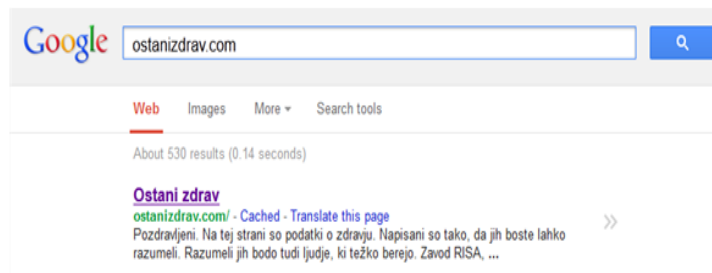 Google ostanizdrav.com
Web Images More Search tools
About 530 results (0.14 seconds)
Ostani zdrav
ostanizdrav.com/ - Cached - Translate this page
Pozdravljeni. Na tej strani so podatki o zdravju. Napisani so tako, da jih boste lahko
razumeli. Razumeli jih bodo tudi ljudje, ki težko berejo. Zavod RISA, ...